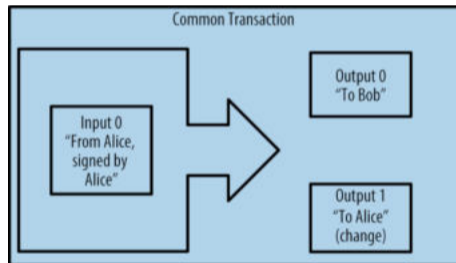 Common Transaction
Input 0
“From Alice,
signed by
Alice”
Output 0
“To Bob”
Output 1
“To Alice”
(change)